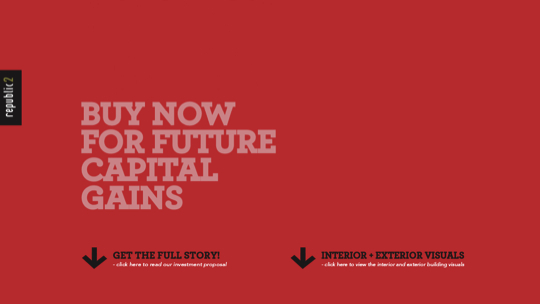 republic2
BUY NOW
FOR FUTURE
CAPITAL
GAINS
GET THE FULL STORY!
- click here to read our investment proposal
INTERIOR + EXTERIOR VISUALS
- click here to view the interior and exterior building visuals